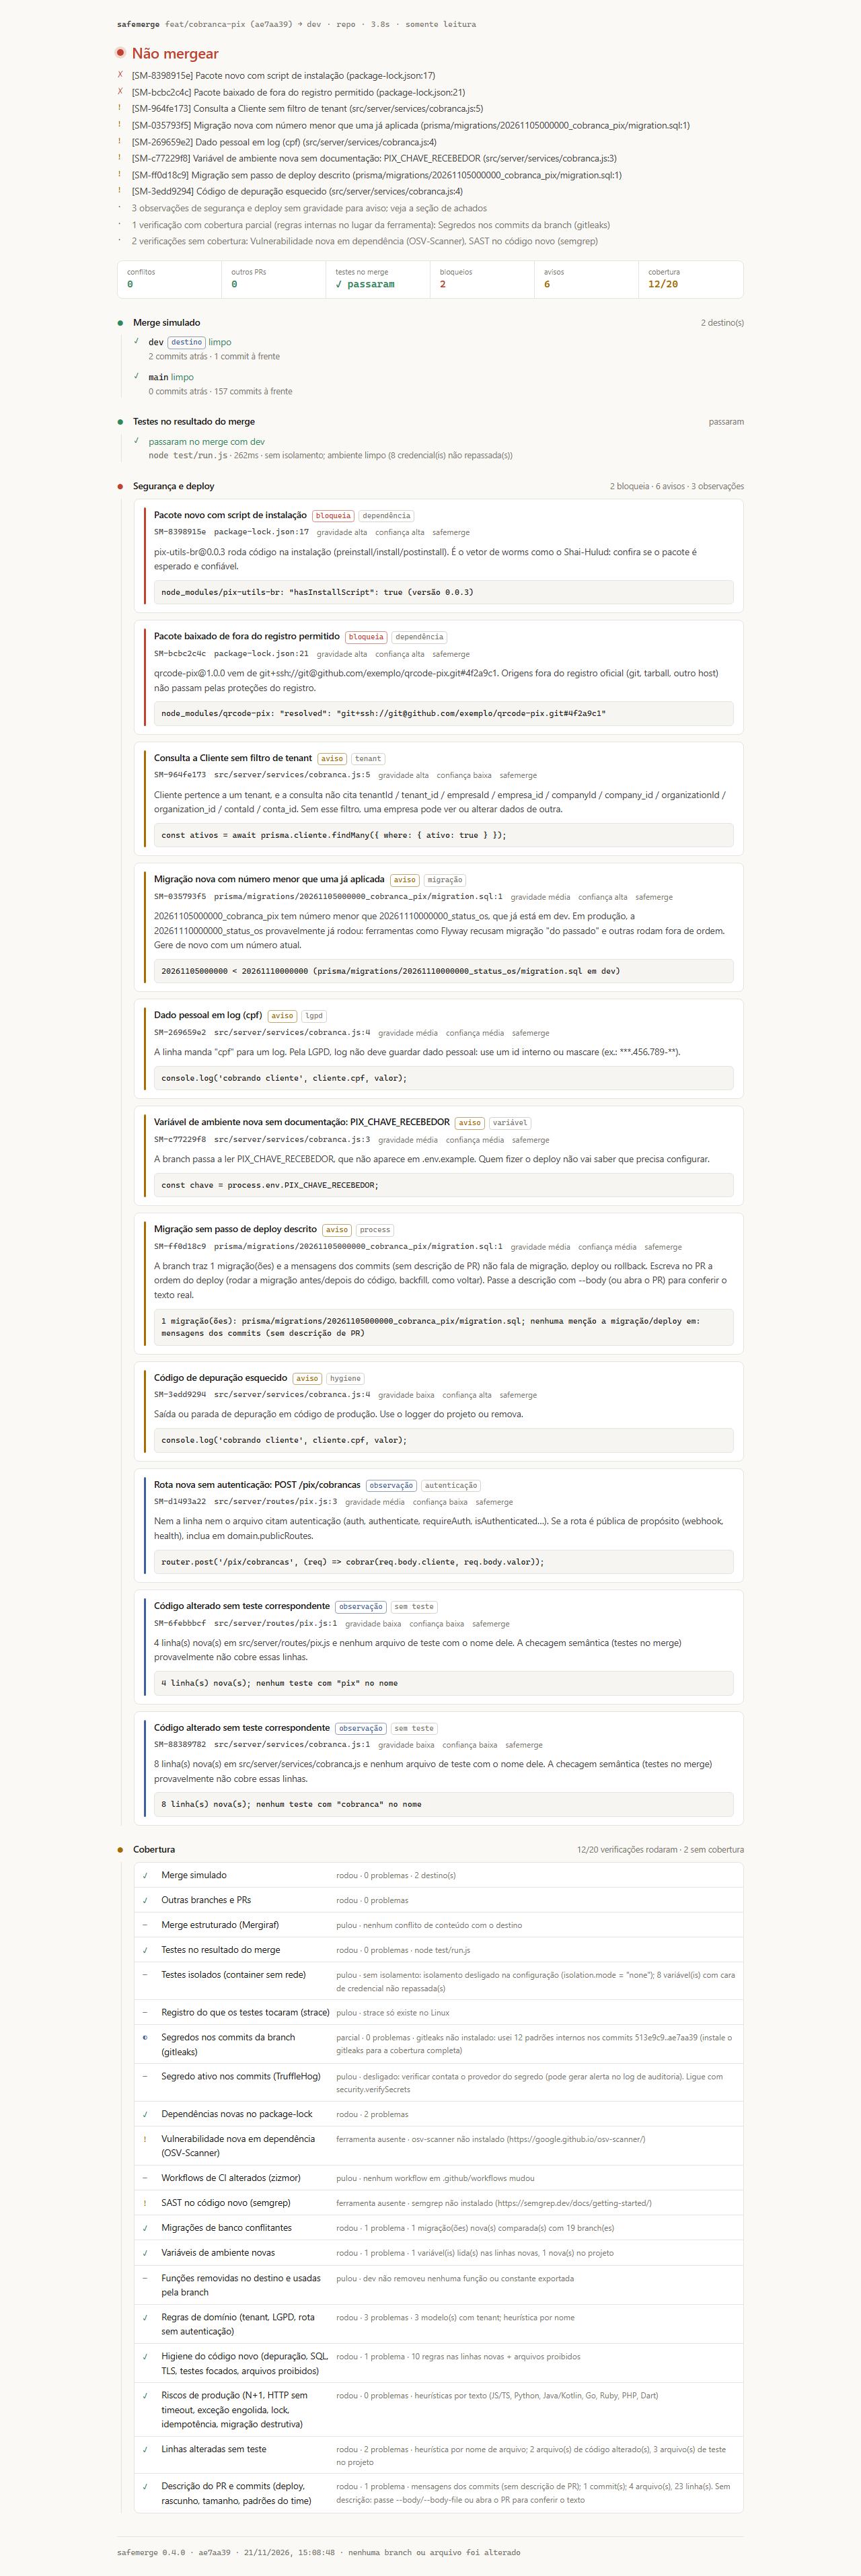 safemerge feat/cobranca-pix (ae7aa39) → dev · repo · 3.8s · somente leitura
Não mergear
✗ [SM-8398915e] Pacote novo com script de instalação (package-lock.json:17)
✗ [SM-bcbc2c4c] Pacote baixado de fora do registro permitido (package-lock.json:21)
! [SM-964fe173] Consulta a Cliente sem filtro de tenant (src/server/services/cobranca.js:5)
! [SM-035793f5] Migração nova com número menor que uma já aplicada (prisma/migrations/20261105000000_cobranca_pix/migration.sql:1)
! [SM-269659e2] Dado pessoal em log (cpf) (src/server/services/cobranca.js:4)
! [SM-c77229f8] Variável de ambiente nova sem documentação: PIX_CHAVE_RECEBEDOR (src/server/services/cobranca.js:3)
! [SM-ff0d18c9] Migração sem passo de deploy descrito (prisma/migrations/20261105000000_cobranca_pix/migration.sql:1)
! [SM-3edd9294] Código de depuração esquecido (src/server/services/cobranca.js:4)
· 3 observações de segurança e deploy sem gravidade para aviso: veja a seção de achados
· 1 verificação com cobertura parcial (regras internas no lugar da ferramenta): Segredos nos commits da branch (gitleaks)
· 2 verificações sem cobertura: Vulnerabilidade nova em dependência (OSV-Scanner), SAST no código novo (semgrep)
conflitos outros PRs testes no merge bloqueios avisos cobertura
0 0 ✓ passaram 2 6 12/20
Merge simulado 2 destino(s)
✓ dev destino limpo
2 commits atrás · 1 commit à frente
✓ main limpo
0 commits atrás · 157 commits à frente
Testes no resultado do merge passaram
✓ passaram no merge com dev
node test/run.js · 262ms · sem isolamento; ambiente limpo (8 credencial(is) não repassada(s))
Segurança e deploy 2 bloqueia · 6 avisos · 3 observações
Pacote novo com script de instalação bloqueia dependência
SM-8398915e package-lock.json:17 gravidade alta confiança alta safemerge
pix-utils-br@0.0.3 roda código na instalação (preinstall/install/postinstall). É o vetor de worms como o Shai-Hulud: confira se o pacote é
esperado e confiável.
node_modules/pix-utils-br: "hasInstallScript": true (versão 0.0.3)
Pacote baixado de fora do registro permitido bloqueia dependência
SM-bcbc2c4c package-lock.json:21 gravidade alta confiança alta safemerge
qrcode-pix@1.0.0 vem de git+ssh://git@github.com/exemplo/qrcode-pix.git#4f2a9c1. Origens fora do registro oficial (git, tarball, outro host)
não passam pelas proteções do registro.
node_modules/qrcode-pix: "resolved": "git+ssh://git@github.com/exemplo/qrcode-pix.git#4f2a9c1"
Consulta a Cliente sem filtro de tenant aviso tenant
SM-964fe173 src/server/services/cobranca.js:5 gravidade alta confiança baixa safemerge
Cliente pertence a um tenant, e a consulta não cita tenantId / tenant_id / empresaId / empresa_id / companyId / company_id / organizationId /
organization_id / contaId / conta_id. Sem esse filtro, uma empresa pode ver ou alterar dados de outra.
const ativos = await prisma.cliente.findMany({ where: { ativo: true } });
Migração nova com número menor que uma já aplicada aviso migração
SM-035793f5 prisma/migrations/20261105000000_cobranca_pix/migration.sql:1 gravidade média confiança alta safemerge
20261105000000_cobranca_pix tem número menor que 20261110000000_status_os, que já está em dev. Em produção, a
20261110000000_status_os provavelmente já rodou: ferramentas como Flyway recusam migração "do passado" e outras rodam fora de ordem.
Gere de novo com um número atual.
20261105000000 < 20261110000000 (prisma/migrations/20261110000000_status_os/migration.sql em dev)
Dado pessoal em log (cpf) aviso lgpd
SM-269659e2 src/server/services/cobranca.js:4 gravidade média confiança média safemerge
A linha manda "cpf" para um log. Pela LGPD, log não deve guardar dado pessoal: use um id interno ou mascare (ex.: ***.456.789-**).
console.log('cobrando cliente', cliente.cpf, valor);
Variável de ambiente nova sem documentação: PIX_CHAVE_RECEBEDOR aviso variável
SM-c77229f8 src/server/services/cobranca.js:3 gravidade média confiança média safemerge
A branch passa a ler PIX_CHAVE_RECEBEDOR, que não aparece em .env.example. Quem fizer o deploy não vai saber que precisa configurar.
const chave = process.env.PIX_CHAVE_RECEBEDOR;
Migração sem passo de deploy descrito aviso process
SM-ff0d18c9 prisma/migrations/20261105000000_cobranca_pix/migration.sql:1 gravidade média confiança média safemerge
A branch traz 1 migração(ões) e a mensagens dos commits (sem descrição de PR) não fala de migração, deploy ou rollback. Escreva no PR a
ordem do deploy (rodar a migração antes/depois do código, backfill, como voltar). Passe a descrição com --body (ou abra o PR) para conferir o
texto real.
1 migração(ões): prisma/migrations/20261105000000_cobranca_pix/migration.sql; nenhuma menção a migração/deploy em:
mensagens dos commits (sem descrição de PR)
Código de depuração esquecido aviso hygiene
SM-3edd9294 src/server/services/cobranca.js:4 gravidade baixa confiança alta safemerge
Saída ou parada de depuração em código de produção. Use o logger do projeto ou remova.
console.log('cobrando cliente', cliente.cpf, valor);
Rota nova sem autenticação: POST /pix/cobrancas observação autenticação
SM-d1493a22 src/server/routes/pix.js:3 gravidade média confiança baixa safemerge
Nem a linha nem o arquivo citam autenticação (auth, authenticate, requireAuth, isAuthenticated…). Se a rota é pública de propósito (webhook,
health), inclua em domain.publicRoutes.
router.post('/pix/cobrancas', (req) => cobrar(req.body.cliente, req.body.valor));
Código alterado sem teste correspondente observação sem teste
SM-6febbbcf src/server/routes/pix.js:1 gravidade baixa confiança baixa safemerge
4 linha(s) nova(s) em src/server/routes/pix.js e nenhum arquivo de teste com o nome dele. A checagem semântica (testes no merge)
provavelmente não cobre essas linhas.
4 linha(s) nova(s); nenhum teste com "pix" no nome
Código alterado sem teste correspondente observação sem teste
SM-88389782 src/server/services/cobranca.js:1 gravidade baixa confiança baixa safemerge
8 linha(s) nova(s) em src/server/services/cobranca.js e nenhum arquivo de teste com o nome dele. A checagem semântica (testes no merge)
provavelmente não cobre essas linhas.
8 linha(s) nova(s); nenhum teste com "cobranca" no nome
Cobertura 12/20 verificações rodaram · 2 sem cobertura
✓ Merge simulado rodou · 0 problemas · 2 destino(s)
✓ Outras branches e PRs rodou · 0 problemas
– Merge estruturado (Mergiraf) pulou · nenhum conflito de conteúdo com o destino
✓ Testes no resultado do merge rodou · 0 problemas · node test/run.js
– Testes isolados (container sem rede) pulou · sem isolamento: isolamento desligado na configuração (isolation.mode = "none"); 8 variável(is) com cara
de credencial não repassada(s)
– Registro do que os testes tocaram (strace) pulou · strace só existe no Linux
◐ Segredos nos commits da branch parcial · 0 problemas · gitleaks não instalado: usei 12 padrões internos nos commits 513e9c9..ae7aa39 (instale o
(gitleaks) gitleaks para a cobertura completa)
– Segredo ativo nos commits (TruffleHog) pulou · desligado: verificar contata o provedor do segredo (pode gerar alerta no log de auditoria). Ligue com
security.verifySecrets
✓ Dependências novas no package-lock rodou · 2 problemas
! Vulnerabilidade nova em dependência ferramenta ausente · osv-scanner não instalado (https://google.github.io/osv-scanner/)
(OSV-Scanner)
– Workflows de CI alterados (zizmor) pulou · nenhum workflow em .github/workflows mudou
! SAST no código novo (semgrep) ferramenta ausente · semgrep não instalado (https://semgrep.dev/docs/getting-started/)
✓ Migrações de banco conflitantes rodou · 1 problema · 1 migração(ões) nova(s) comparada(s) com 19 branch(es)
✓ Variáveis de ambiente novas rodou · 1 problema · 1 variável(is) lida(s) nas linhas novas, 1 nova(s) no projeto
– Funções removidas no destino e usadas pulou · dev não removeu nenhuma função ou constante exportada
pela branch
✓ Regras de domínio (tenant, LGPD, rota rodou · 3 problemas · 3 modelo(s) com tenant; heurística por nome
sem autenticação)
✓ Higiene do código novo (depuração, SQL, rodou · 1 problema · 10 regras nas linhas novas + arquivos proibidos
TLS, testes focados, arquivos proibidos)
✓ Riscos de produção (N+1, HTTP sem rodou · 0 problemas · heurísticas por texto (JS/TS, Python, Java/Kotlin, Go, Ruby, PHP, Dart)
timeout, exceção engolida, lock,
idempotência, migração destrutiva)
✓ Linhas alteradas sem teste rodou · 2 problemas · heurística por nome de arquivo; 2 arquivo(s) de código alterado(s), 3 arquivo(s) de teste
no projeto
✓ Descrição do PR e commits (deploy, rodou · 1 problema · mensagens dos commits (sem descrição de PR); 1 commit(s); 4 arquivo(s), 23 linha(s). Sem
rascunho, tamanho, padrões do time) descrição: passe --body/--body-file ou abra o PR para conferir o texto
safemerge 0.4.0 · ae7aa39 · 21/11/2026, 15:08:48 · nenhuma branch ou arquivo foi alterado